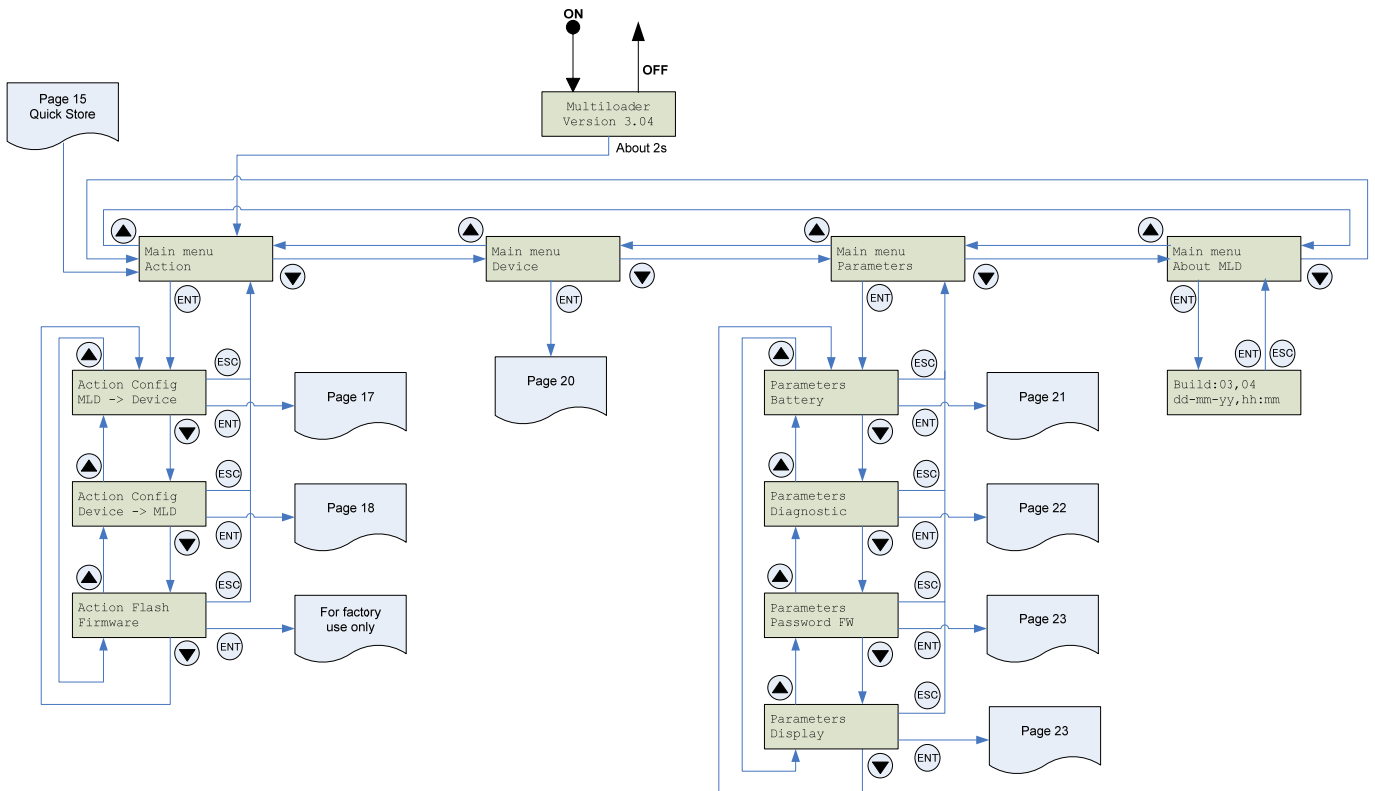 ON
OFF
Page 15
Quick Store
Multiloader
Version 3.04
About 2s
Main menu
Action
Main menu
Device
Main menu
Parameters
Main menu
About MLD
ENT
ENT
ENT
ENT
ESC
Action Config
MLD -> Device
ENT
Page 17
Page 20
ESC
Parameters
Battery
ENT
Page 21
ENT
ESC
Build:03,04
dd-mm-yy,hh:mm
ESC
Action Config
Device -> MLD
ENT
Page 18
ESC
Parameters
Diagnostic
ENT
Page 22
ESC
Action Flash
Firmware
ENT
For factory
use only
ESC
Parameters
Password FW
ENT
Page 23
ESC
Parameters
Display
ENT
Page 23